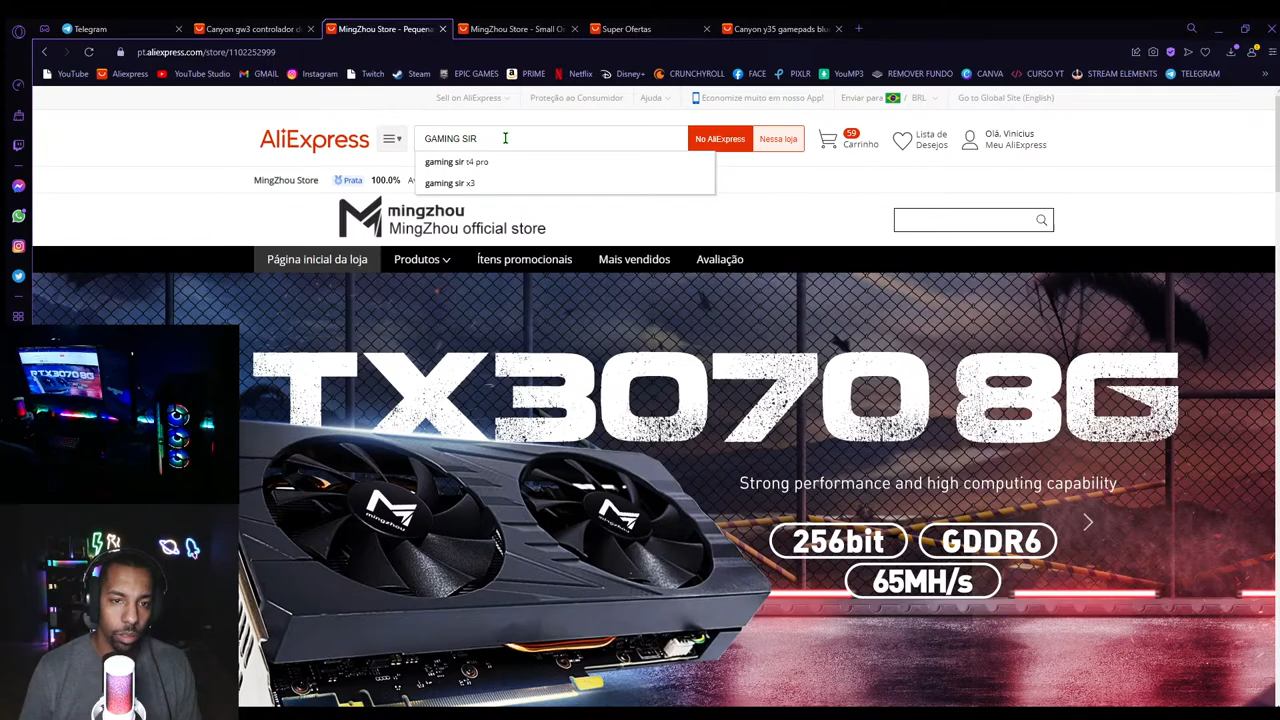 Telegram
Canyon gw3 controlador d
MingZhou Store - Pequena
MingZhou Store - Small O
Super Ofertas
Canyon y35 gamepads blu
pt.aliexpress.com/store/1102252999
YouTube
Aliexpress
YouTube Studio
GMAIL
Instagram
Twitch
Steam
EPIC GAMES
PRIME
Netflix
Disney+
CRUNCHYROLL
FACE
PIXLR
YouMP3
REMOVER FUNDO
CANVA
CURSO YT
STREAM ELEMENTS
TELEGRAM
Sell on AliExpress
Proteção ao Consumidor
Ajuda
Economize muito em nosso App!
Enviar para
/ BRL
Go to Global Site (English)
AliExpress
GAMING SIR
No AliExpress
Nessa loja
59
Carrinho
Lista de
Desejos
Olá, Vinicius
Meu AliExpress
gaming sir t4 pro
gaming sir x3
MingZhou Store
Prata
100.0%
Av
mingzhou
MingZhou official store
Página inicial da loja
Produtos
Ítens promocionais
Mais vendidos
Avaliação
TX3070 8G
Strong performance and high computing capability
256bit
GDDR6
65MH/s
mingzhou
mingzhou